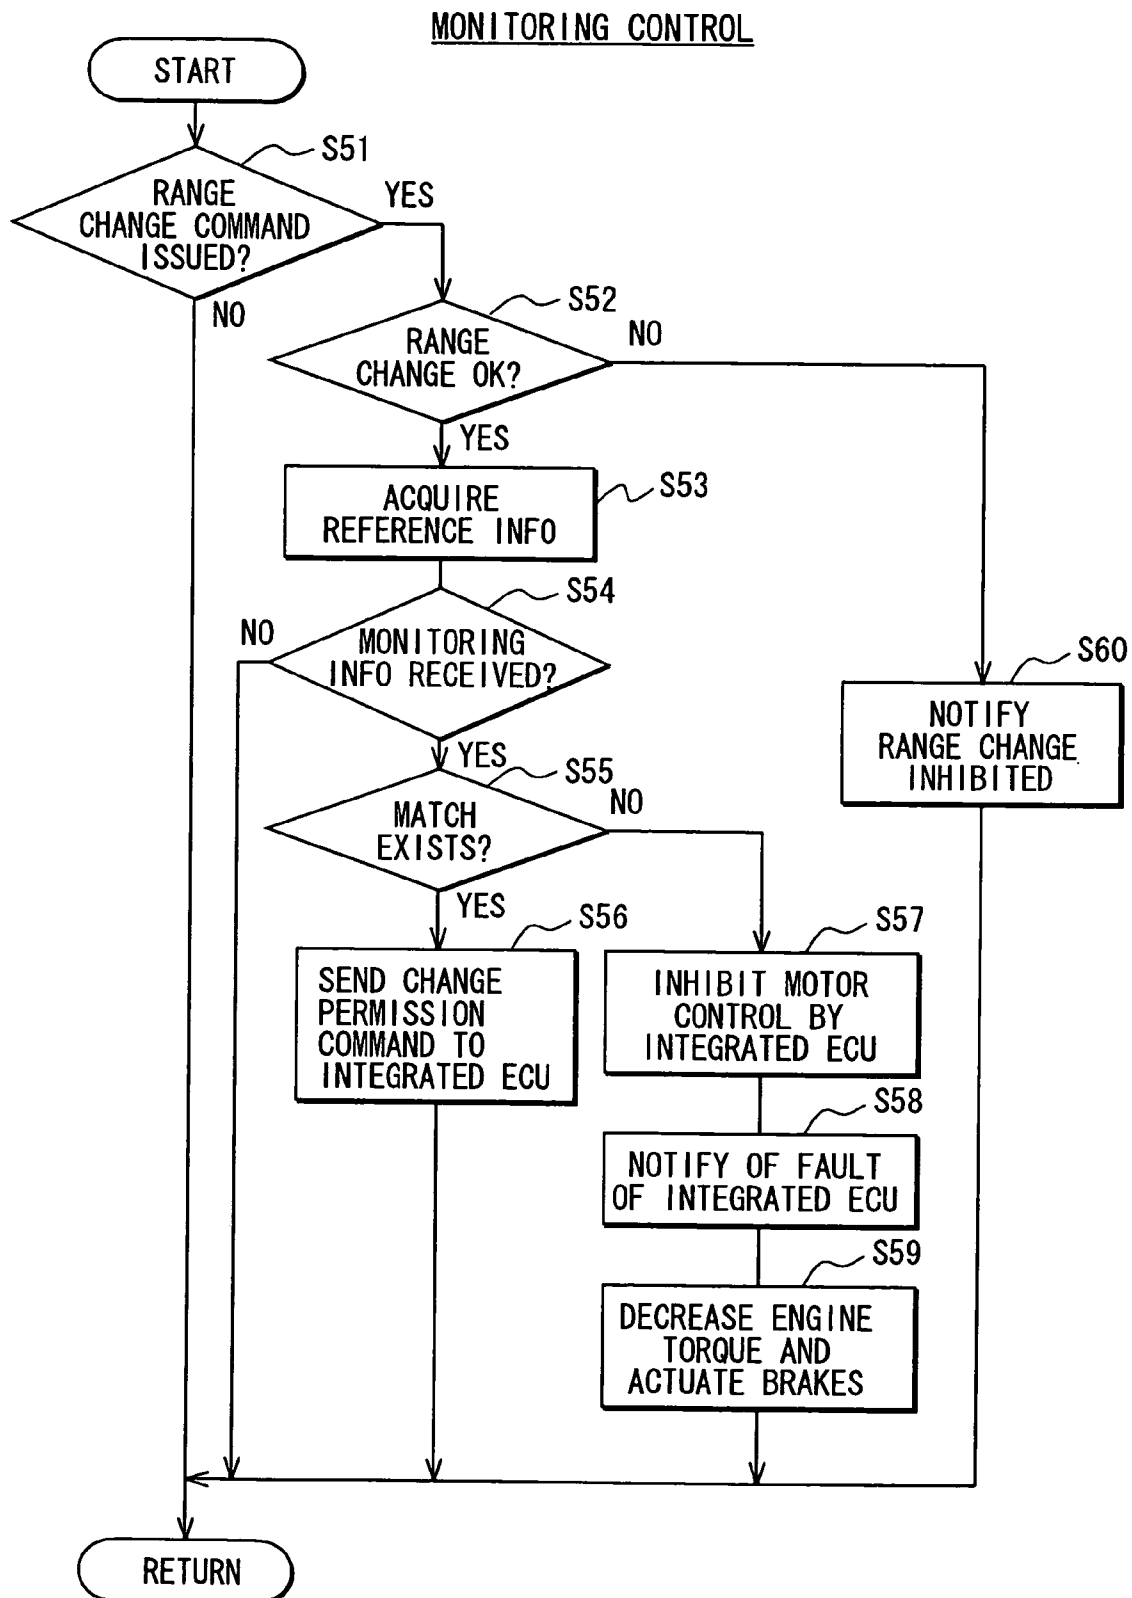 MONITORING CONTROL
START
S51
RANGE
CHANGE COMMAND
ISSUED?
YES
NO
S52
RANGE
CHANGE OK?
NO
YES
S53
ACQUIRE
REFERENCE INFO
S54
NO
MONITORING
INFO RECEIVED?
S60
NOTIFY
RANGE CHANGE
INHIBITED
YES
S55
MATCH
EXISTS?
NO
YES
S56
SEND CHANGE
PERMISSION
COMMAND TO
INTEGRATED ECU
S57
INHIBIT MOTOR
CONTROL BY
INTEGRATED ECU
S58
NOTIFY OF FAULT
OF INTEGRATED ECU
S59
DECREASE ENGINE
TORQUE AND
ACTUATE BRAKES
RETURN